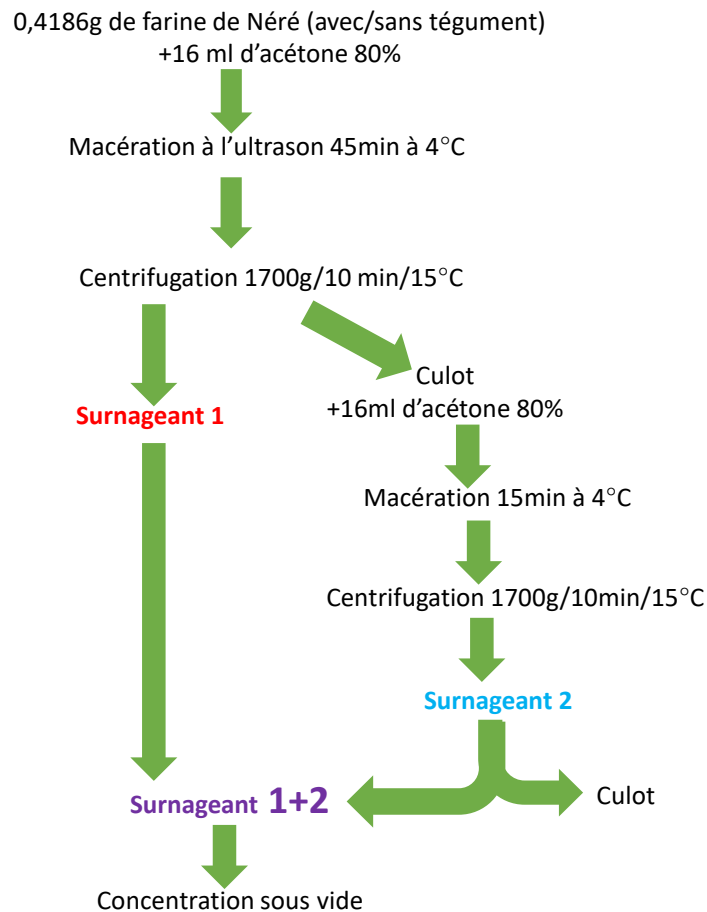 0,4186g de farine de Néré (avec/sans tégument)
+16 ml d’acétone 80%
Macération à l’ultrason 45min à 4°C
Centrifugation 1700g/10 min/15°C
Surnageant 1
Culot
+16ml d’acétone 80%
Macération 15min à 4°C
Centrifugation 1700g/10min/15°C
Surnageant 2
Surnageant 1+2
Culot
Concentration sous vide